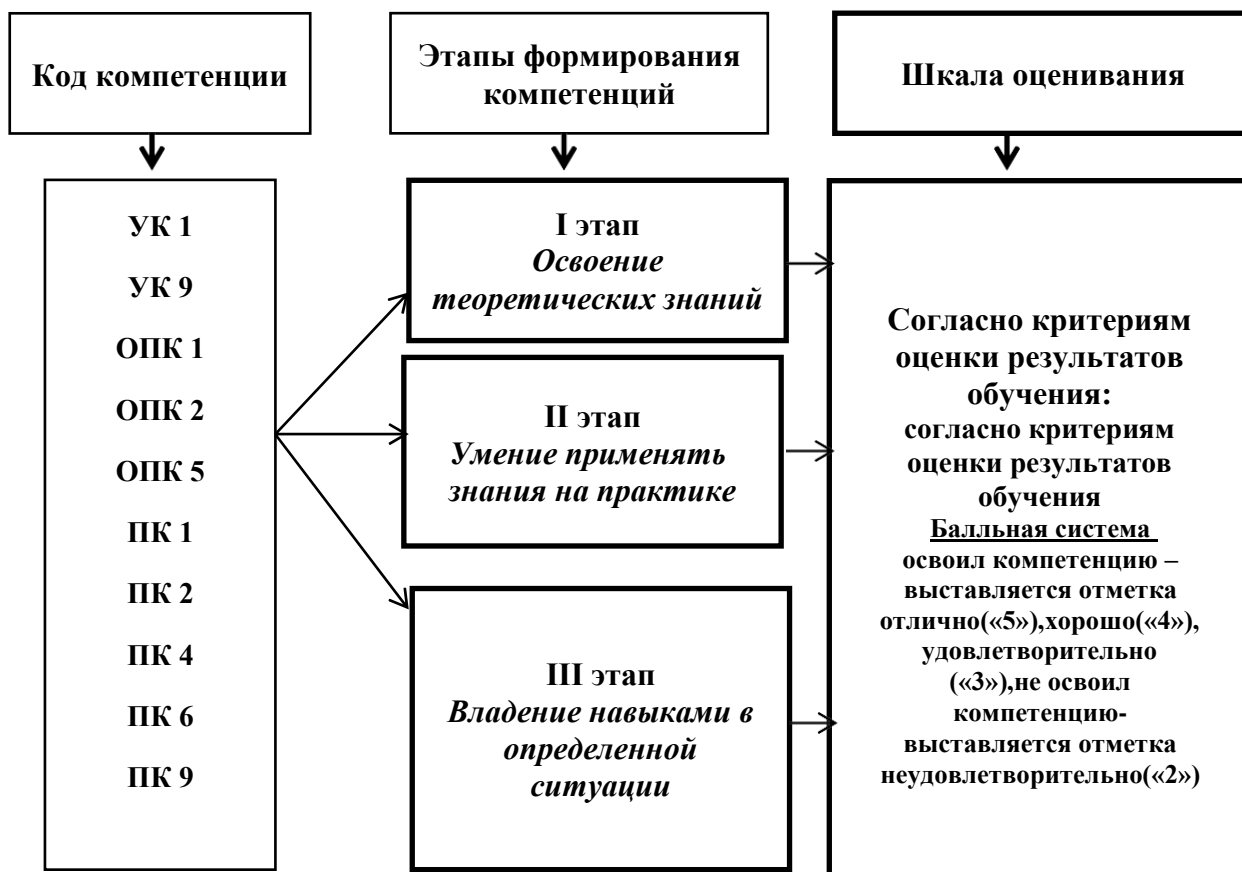 Код компетенции
Этапы формирования
компетенций
Шкала оценивания
УК 1
УК 9
ОПК 1
ОПК 2
ОПК 5
ПК 1
ПК 2
ПК 4
ПК 6
ПК 9
I этап
Освоение
теоретических знаний
II этап
Умение применять
знания на практике
III этап
Владение навыками в
определенной
ситуации
Согласно критериям
оценки результатов
обучения:
согласно критериям
оценки результатов
обучения
Балльная система
освоил компетенцию –
выставляется отметка
отлично(«5»),хорошо(«4»),
удовлетворительно
(«3»),не освоил
компетенцию-
выставляется отметка
неудовлетворительно(«2»)